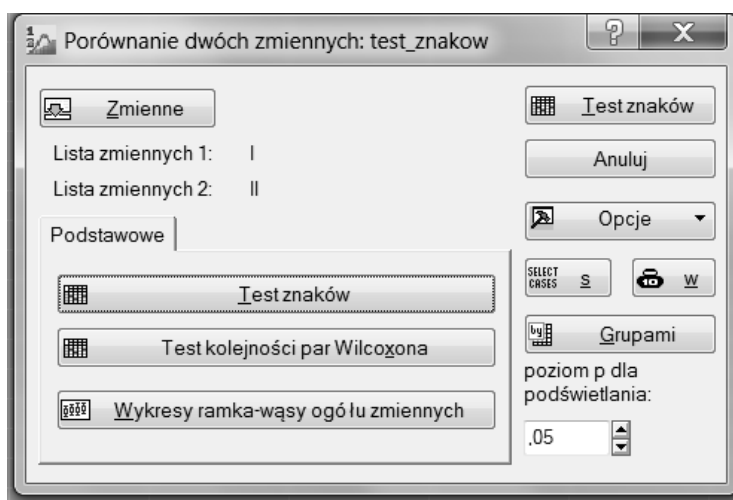 Porównanie dwóch zmiennych: test_znakow
Zmienne
Test znaków
Lista zmiennych 1: I
Anuluj
Lista zmiennych 2: II
Opcje
Podstawowe
SELECT CASES S W
Test znaków
Test kolejności par Wilcoxona
Grupami
Wykresy ramka-wąsy ogółu zmiennych
poziom p dla
podświetlania:
,05